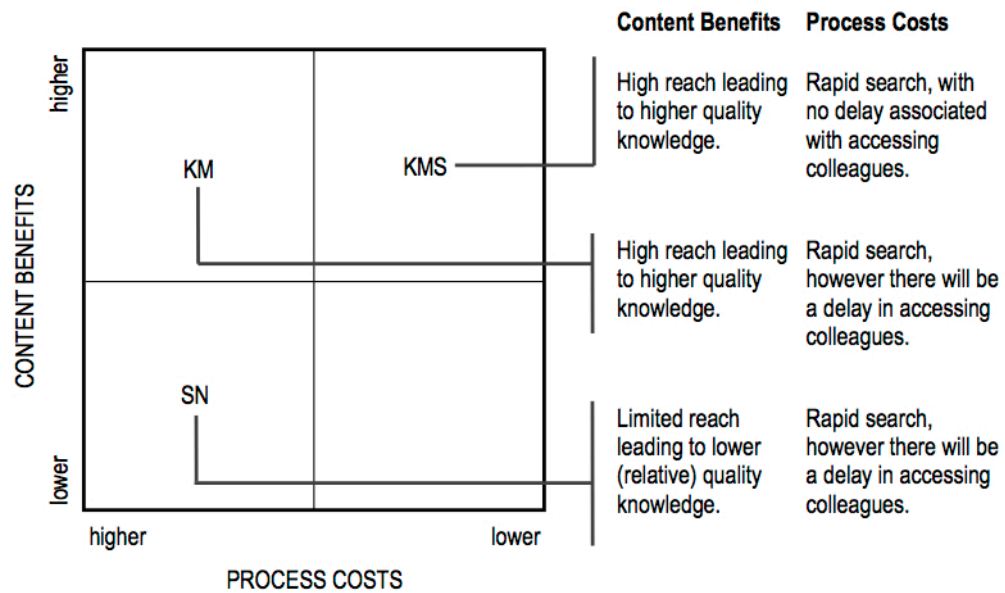 Content Benefits
Process Costs
higher
CONTENT BENEFITS
lower
KM
KMS
SN
higher
lower
PROCESS COSTS
High reach leading
to higher quality
knowledge.
Rapid search, with
no delay associated
with accessing
colleagues.
High reach leading
to higher quality
knowledge.
Rapid search,
however there will be
a delay in accessing
colleagues.
Limited reach
leading to lower
(relative) quality
knowledge.
Rapid search,
however there will be
a delay in accessing
colleagues.